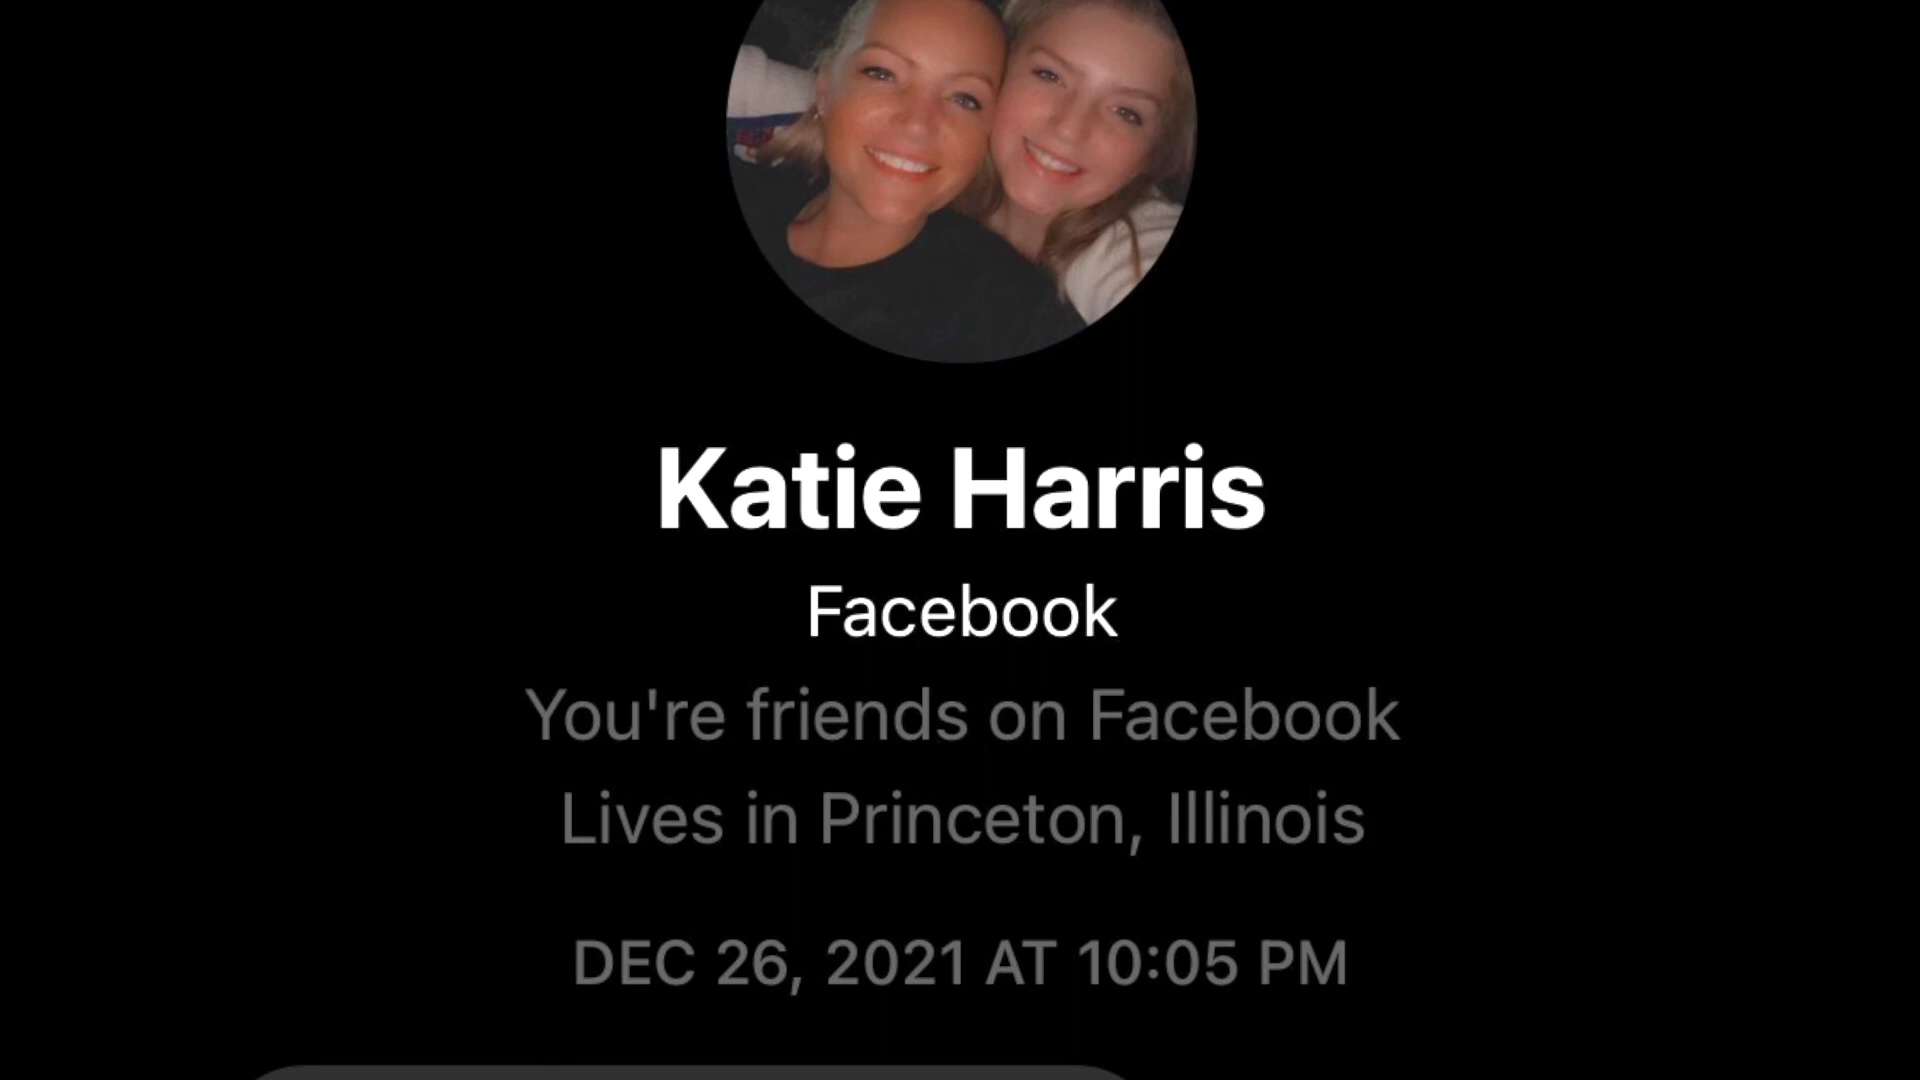 Katie Harris
Facebook
You're friends on Facebook
Lives in Princeton, Illinois
DEC 26, 2021 AT 10:05 PM